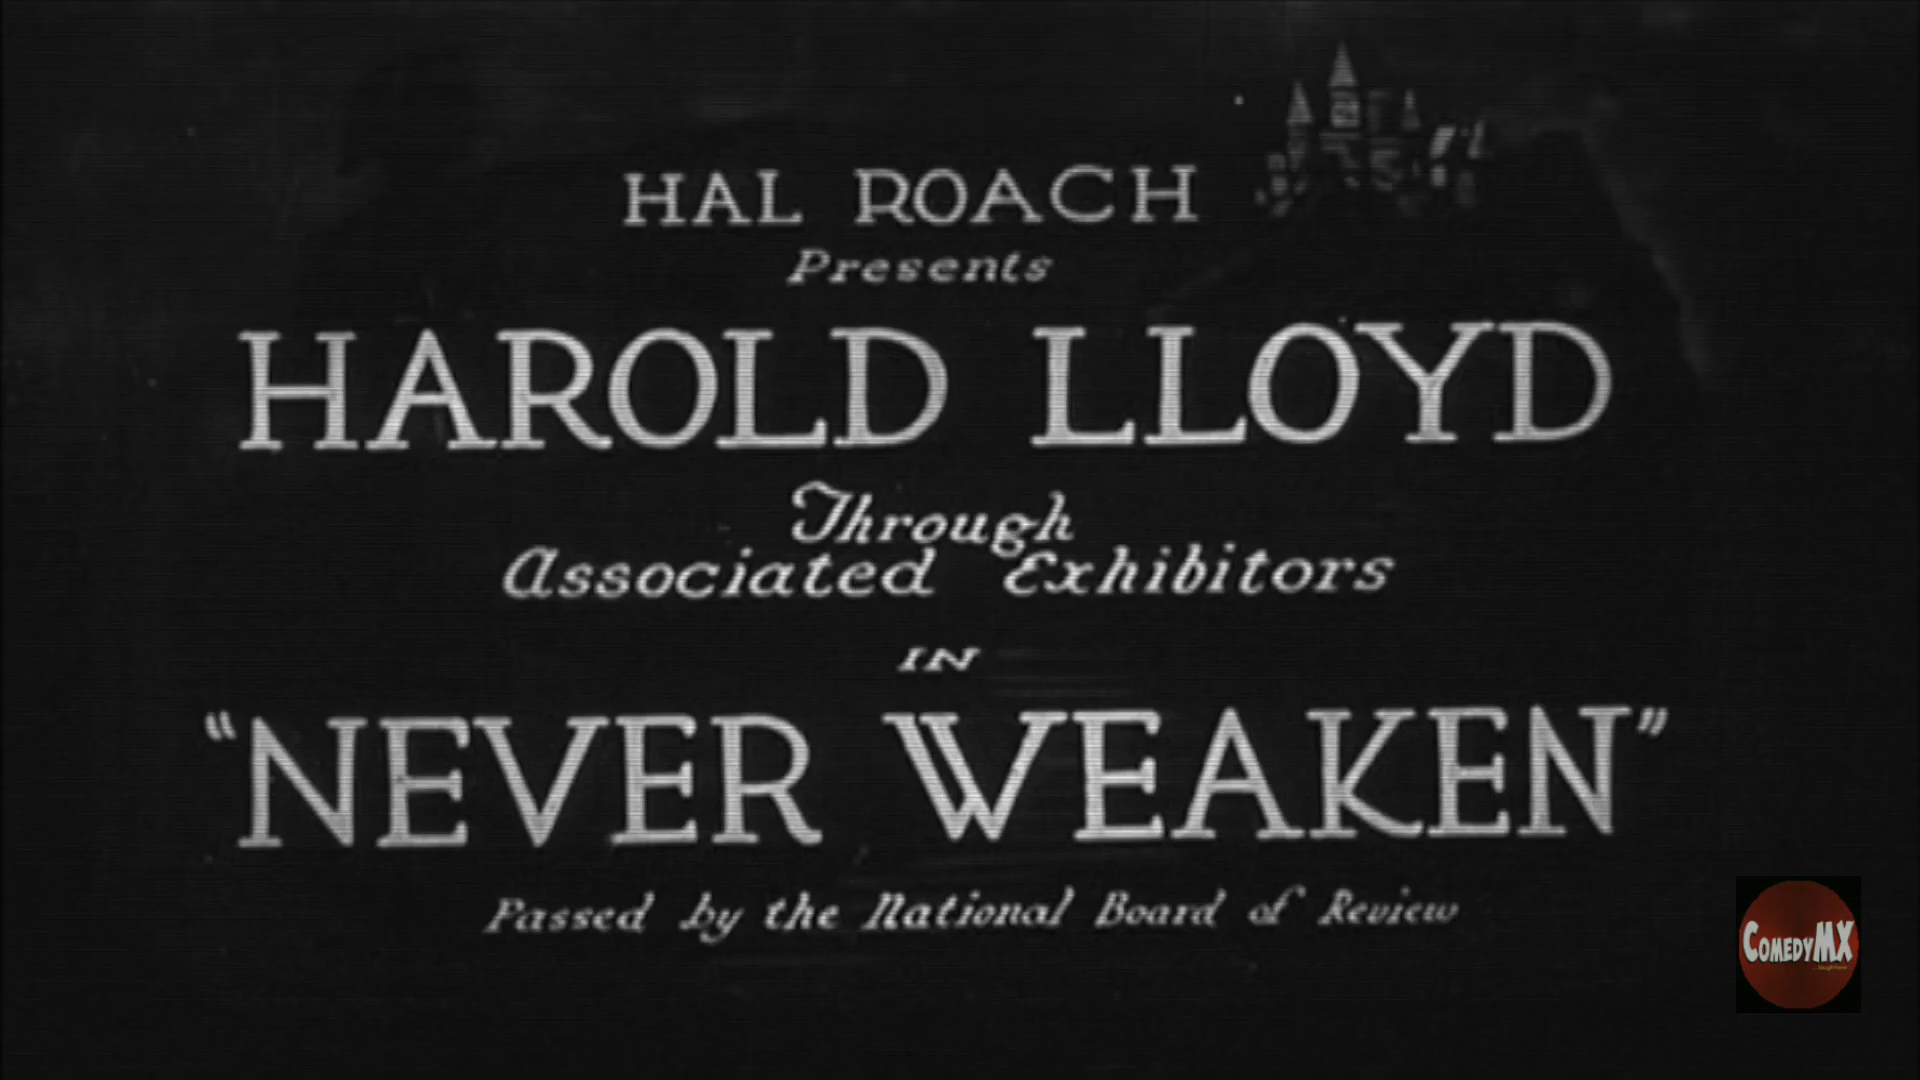 HAL ROACH
Presents
HAROLD LLOYD
Through
Associated Exhibitors
IN
"NEVER WEAKEN"
Passed by the National Board of Review
COMEDYMX